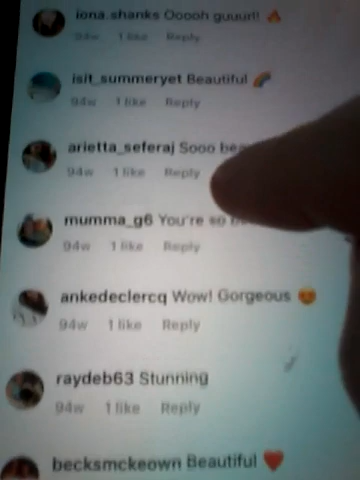 iona.shanks Ooooh guuurl! 🔥
94w 1 like Reply
isit_summeryet Beautiful 🌈
94w 1 like Reply
arietta_seferaj Sooo
94w 1 like Reply
mumma_g6 You're so
94w 1 like Reply
ankedeclercq Wow! Gorgeous 😍
94w 1 like Reply
raydeb63 Stunning
94w 1 like Reply
becksmckeown Beautiful ❤️